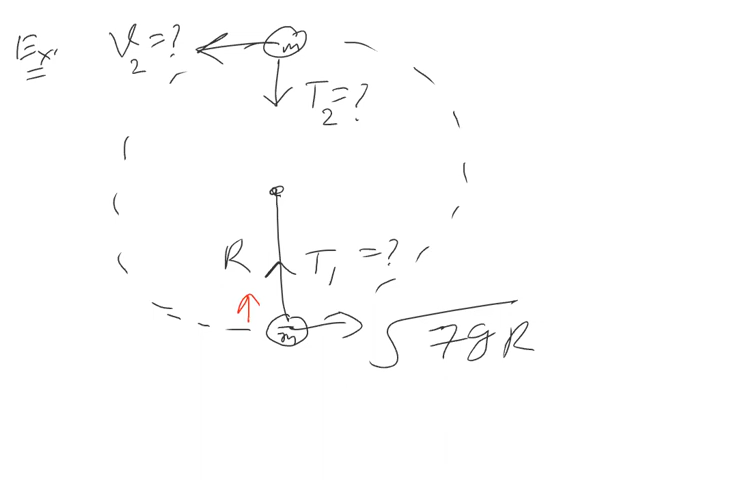 Ex. V₂=?
m
T₂=?
R T₁=?
m √7gR